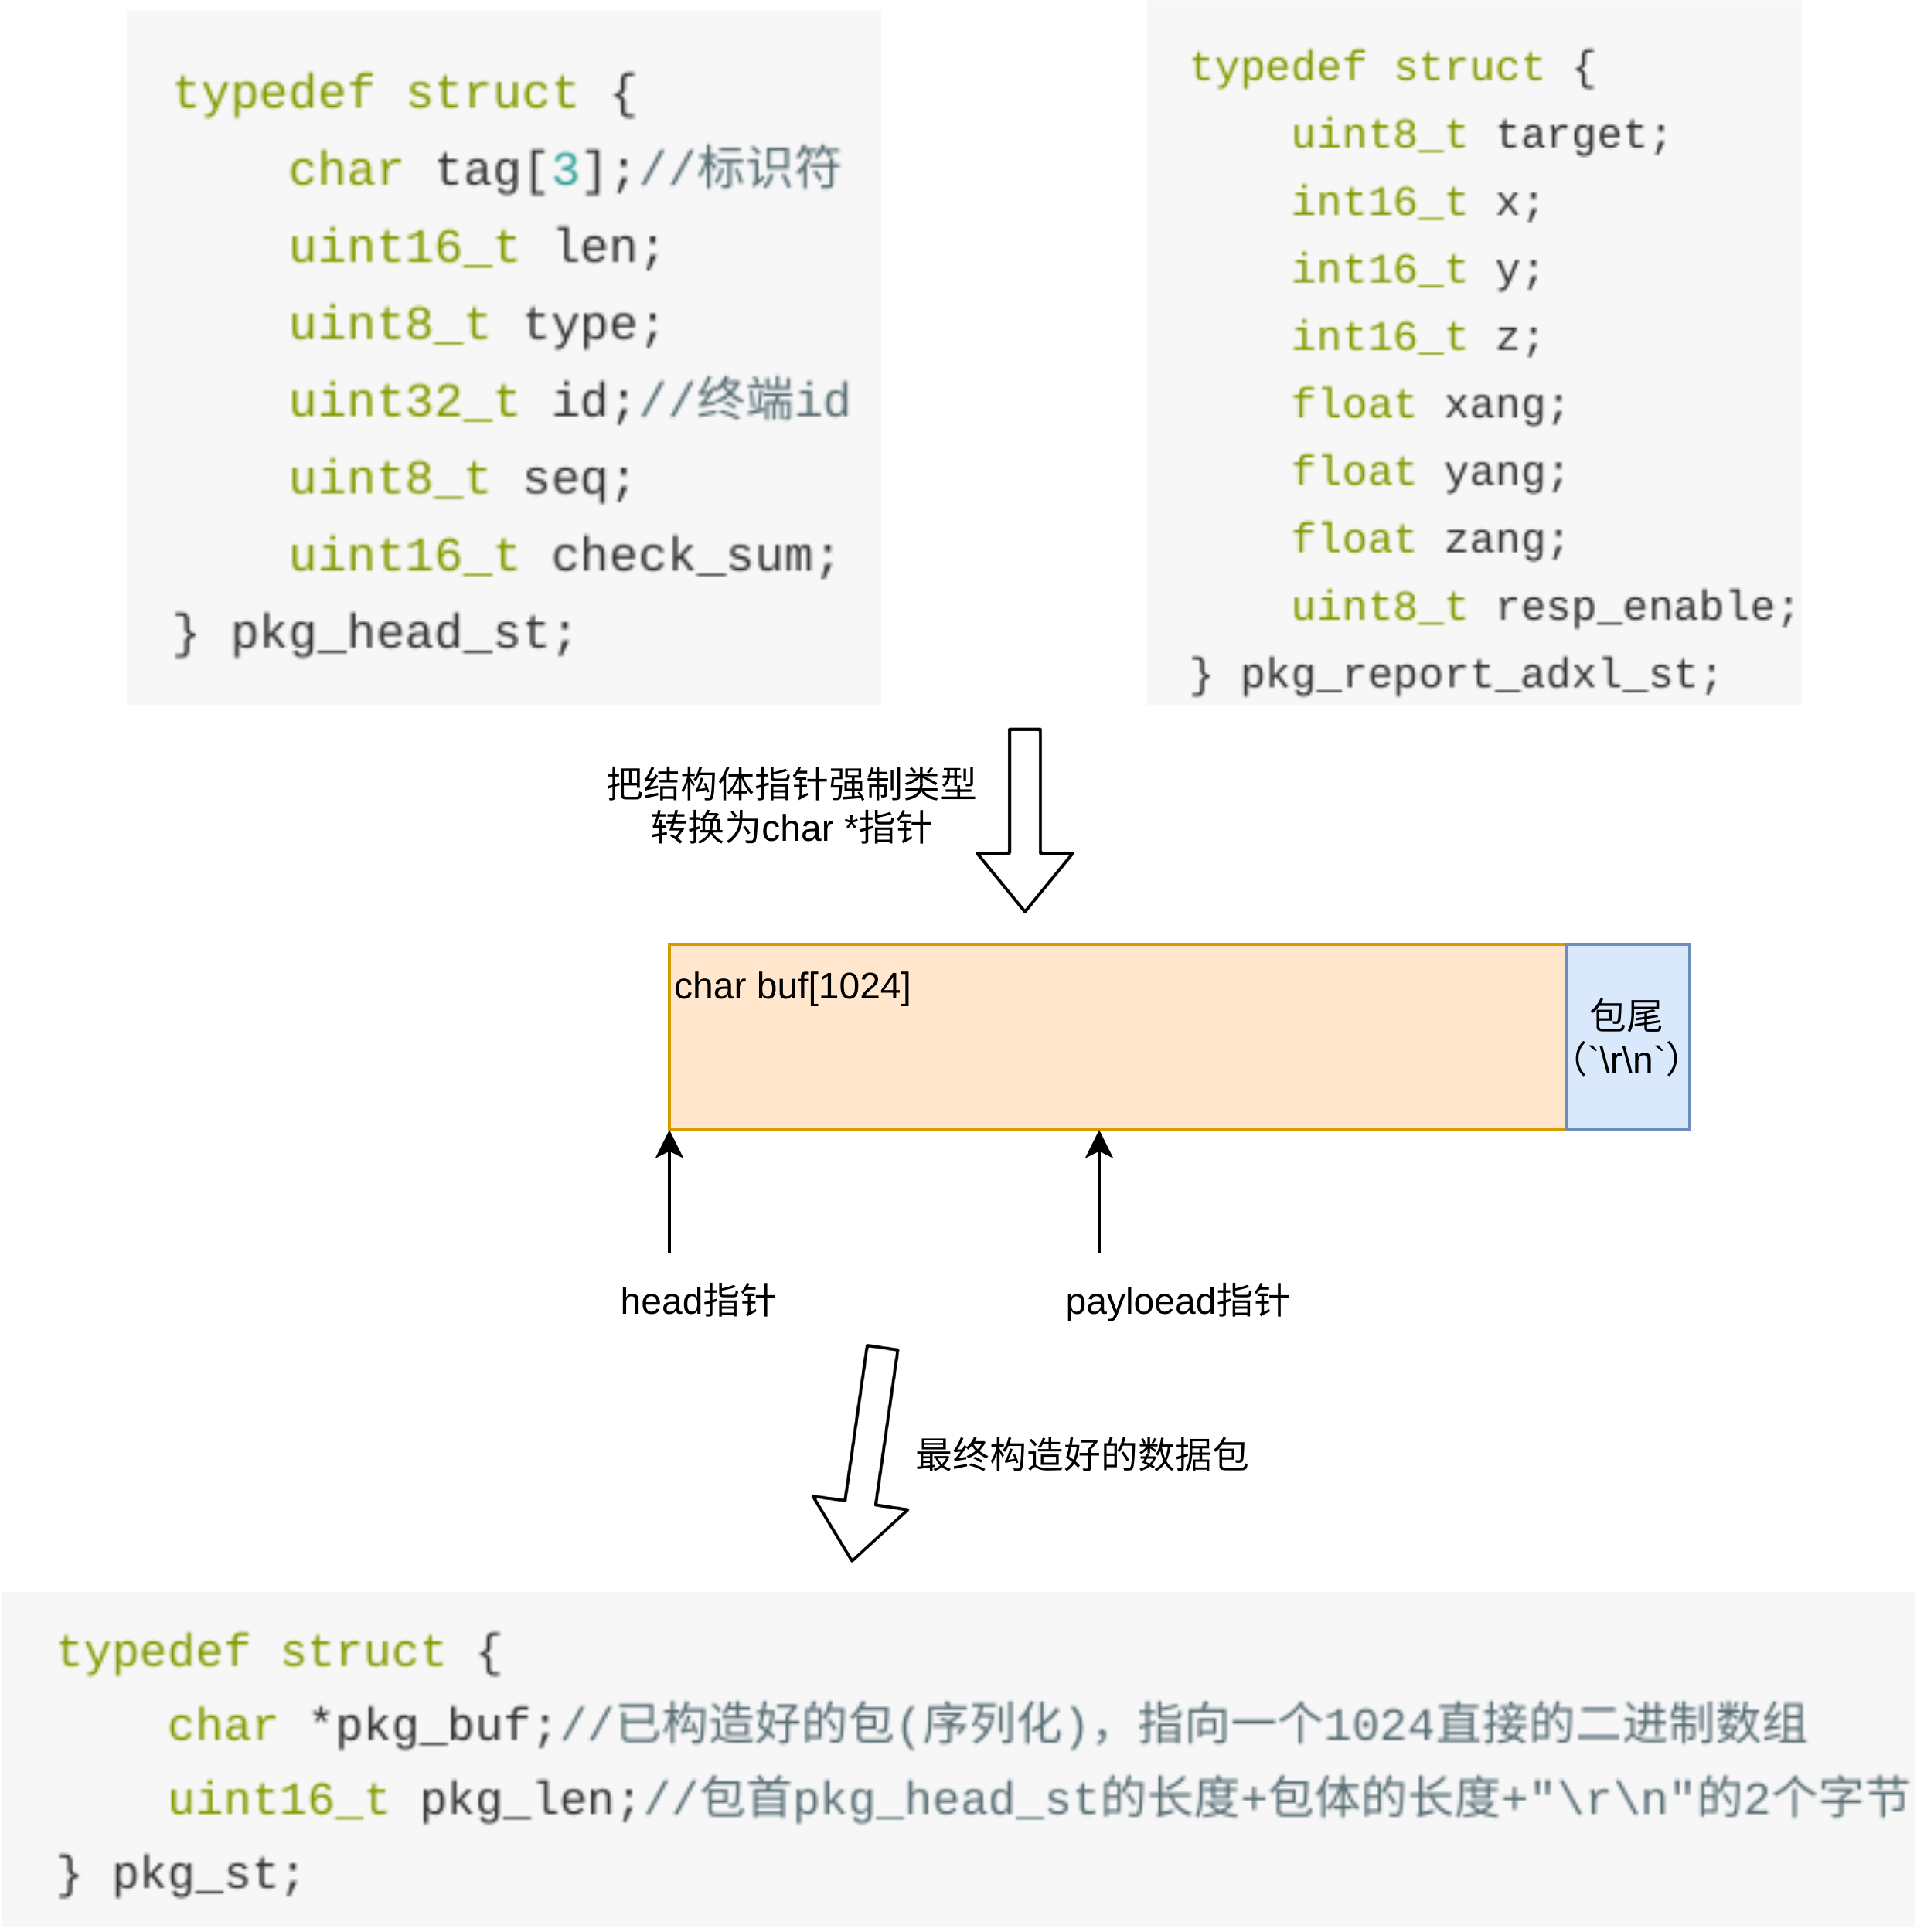 typedef struct {
    char tag[3];//标识符
    uint16_t len;
    uint8_t type;
    uint32_t id;//终端id
    uint8_t seq;
    uint16_t check_sum;
} pkg_head_st;
typedef struct {
    uint8_t target;
    int16_t x;
    int16_t y;
    int16_t z;
    float xang;
    float yang;
    float zang;
    uint8_t resp_enable;
} pkg_report_adxl_st;
把结构体指针强制类型
转换为char *指针
char buf[1024]
包尾
(`\r\n`)
head指针
payloead指针
最终构造好的数据包
typedef struct {
    char *pkg_buf;//已构造好的包(序列化)，指向一个1024直接的二进制数组
    uint16_t pkg_len;//包首pkg_head_st的长度+包体的长度+"\r\n"的2个字节
} pkg_st;